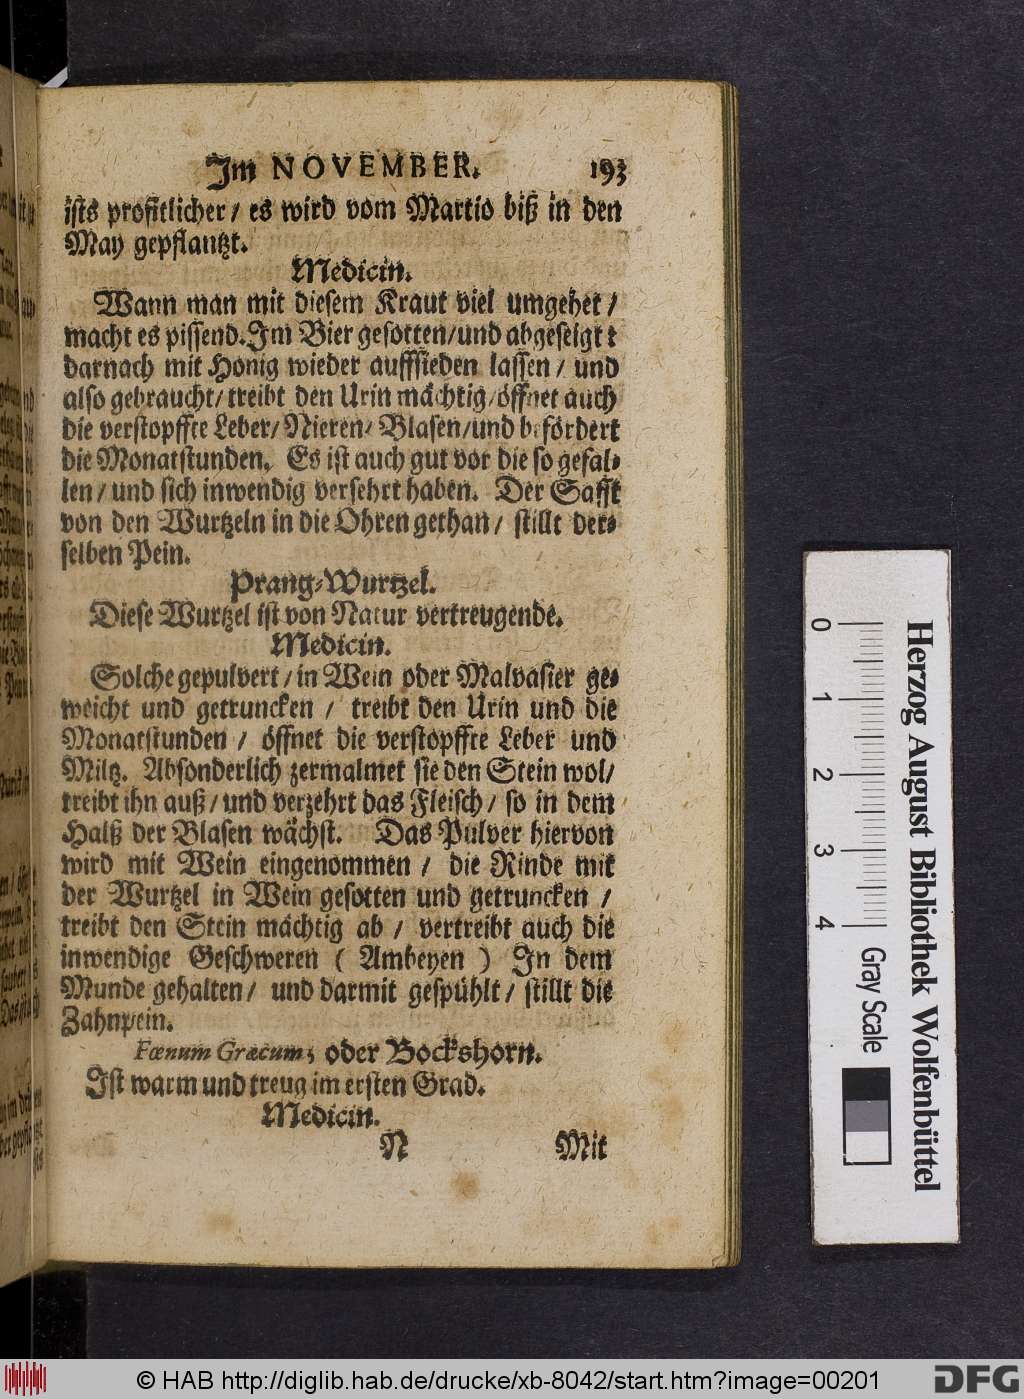 Im NOVEMBER. 193
ists profitlicher / es wird vom Martio biß in den
May gepflantzt.
Medicin.
Wann man mit diesem Kraut viel umgehet /
macht es pissend. Im Bier gesotten / und abgeseigt :
darnach mit Honig wieder auffsieden lassen / und
also gebraucht / treibt den Urin mächtig / öffnet auch
die verstopffte Leber / Nieren / Blasen / und befördert
die Monatstunden. Es ist auch gut vor die so gefal-
len / und sich inwendig versehrt haben. Der Safft
von den Wurtzeln in die Ohren gethan / stillt der-
selben Pein.
Prang-Wurtzel.
Diese Wurtzel ist von Natur vertreugende.
Medicin.
Solche gepulvert / in Wein oder Malvasier ge-
weicht und getruncken / treibt den Urin und die
Monatstunden / öffnet die verstopffte Leber und
Miltz. Absonderlich zermalmet sie den Stein wol /
treibt ihn auß / und verzehrt das Fleisch / so in dem
Halß der Blasen wächst. Das Pulver hiervon
wird mit Wein eingenommen / die Rinde mit
der Wurtzel in Wein gesotten und getruncken /
treibt den Stein mächtig ab / vertreibt auch die
inwendige Geschweren ( Ambeyen ) In dem
Munde gehalten / und darmit gespühlt / stillt die
Zahnpein.
Fœnum Græcum, oder Bockshorn.
Ist warm und treug im ersten Grad.
Medicin.
N Mit
0 1 2 3 4
Gray Scale
Herzog August Bibliothek Wolfenbüttel
© HAB http://diglib.hab.de/drucke/xb-8042/start.htm?image=00201
DFG